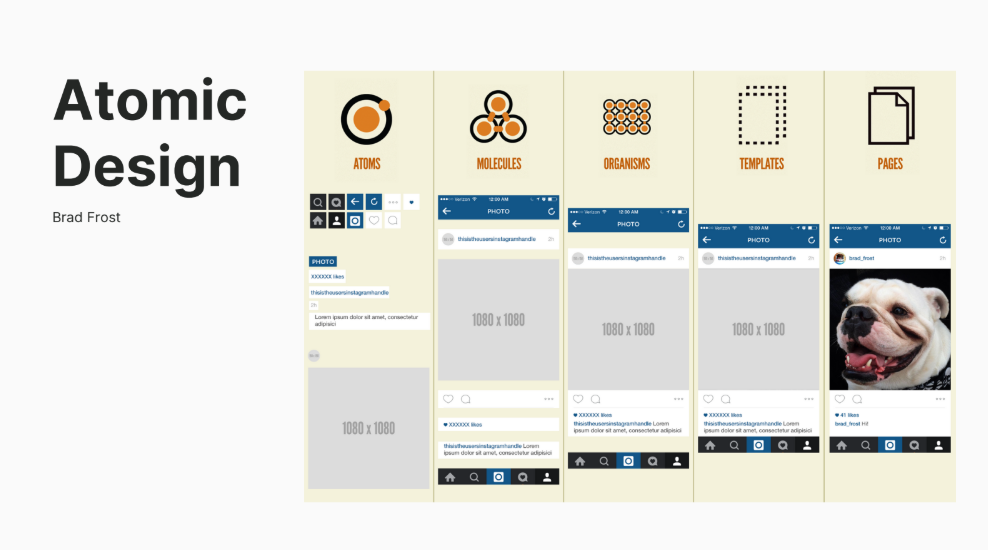 Atomic
Design
Brad Frost
ATOMS
PHOTO
XXXXXX likes
thisistheusersinstagramhandle
2h
Lorem ipsum dolor sit amet, consectetur
adipisici
1080 x 1080
MOLECULES
Verizon 12:00 AM
PHOTO
thisistheusersinstagramhandle 2h
1080 x 1080
XXXXXX likes
thisistheusersinstagramhandle Lorem
ipsum dolor sit amet, consectetur adipisici
ORGANISMS
Verizon 12:00 AM
PHOTO
thisistheusersinstagramhandle 2h
1080 x 1080
XXXXXX likes
thisistheusersinstagramhandle Lorem
ipsum dolor sit amet, consectetur adipisici
TEMPLATES
Verizon 12:00 AM
PHOTO
thisistheusersinstagramhandle 2h
1080 x 1080
XXXXXX likes
thisistheusersinstagramhandle Lorem
ipsum dolor sit amet, consectetur adipisici
PAGES
Verizon 12:00 AM
PHOTO
brad_frost 2h
41 likes
brad_frost Hi!